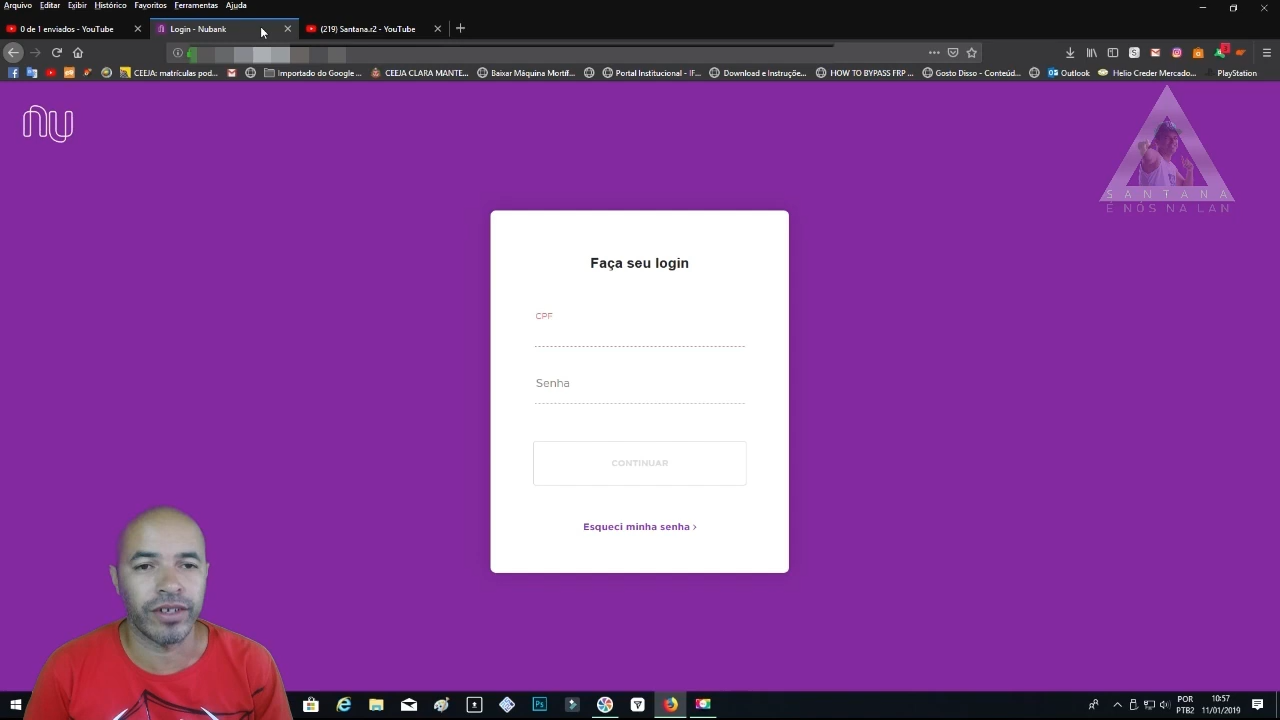 Arquivo Editar Exibir Histórico Favoritos Ferramentas Ajuda
0 de 1 enviados - YouTube
Login - Nubank
(219) Santana.r2 - YouTube
CEEJA: matrículas pod...
Importado do Google ...
CEEJA CLARA MANTE...
Baixar Máquina Mortíf...
Portal Institucional - IF...
Download e Instruçõe...
HOW TO BYPASS FRP ...
Gosto Disso - Conteúd...
Outlook
Helio Creder Mercado...
PlayStation
nu
SANTANA
É NÓS NA LAN
Faça seu login
CPF
Senha
CONTINUAR
Esqueci minha senha >
POR
PTB2
10:57
11/01/2019